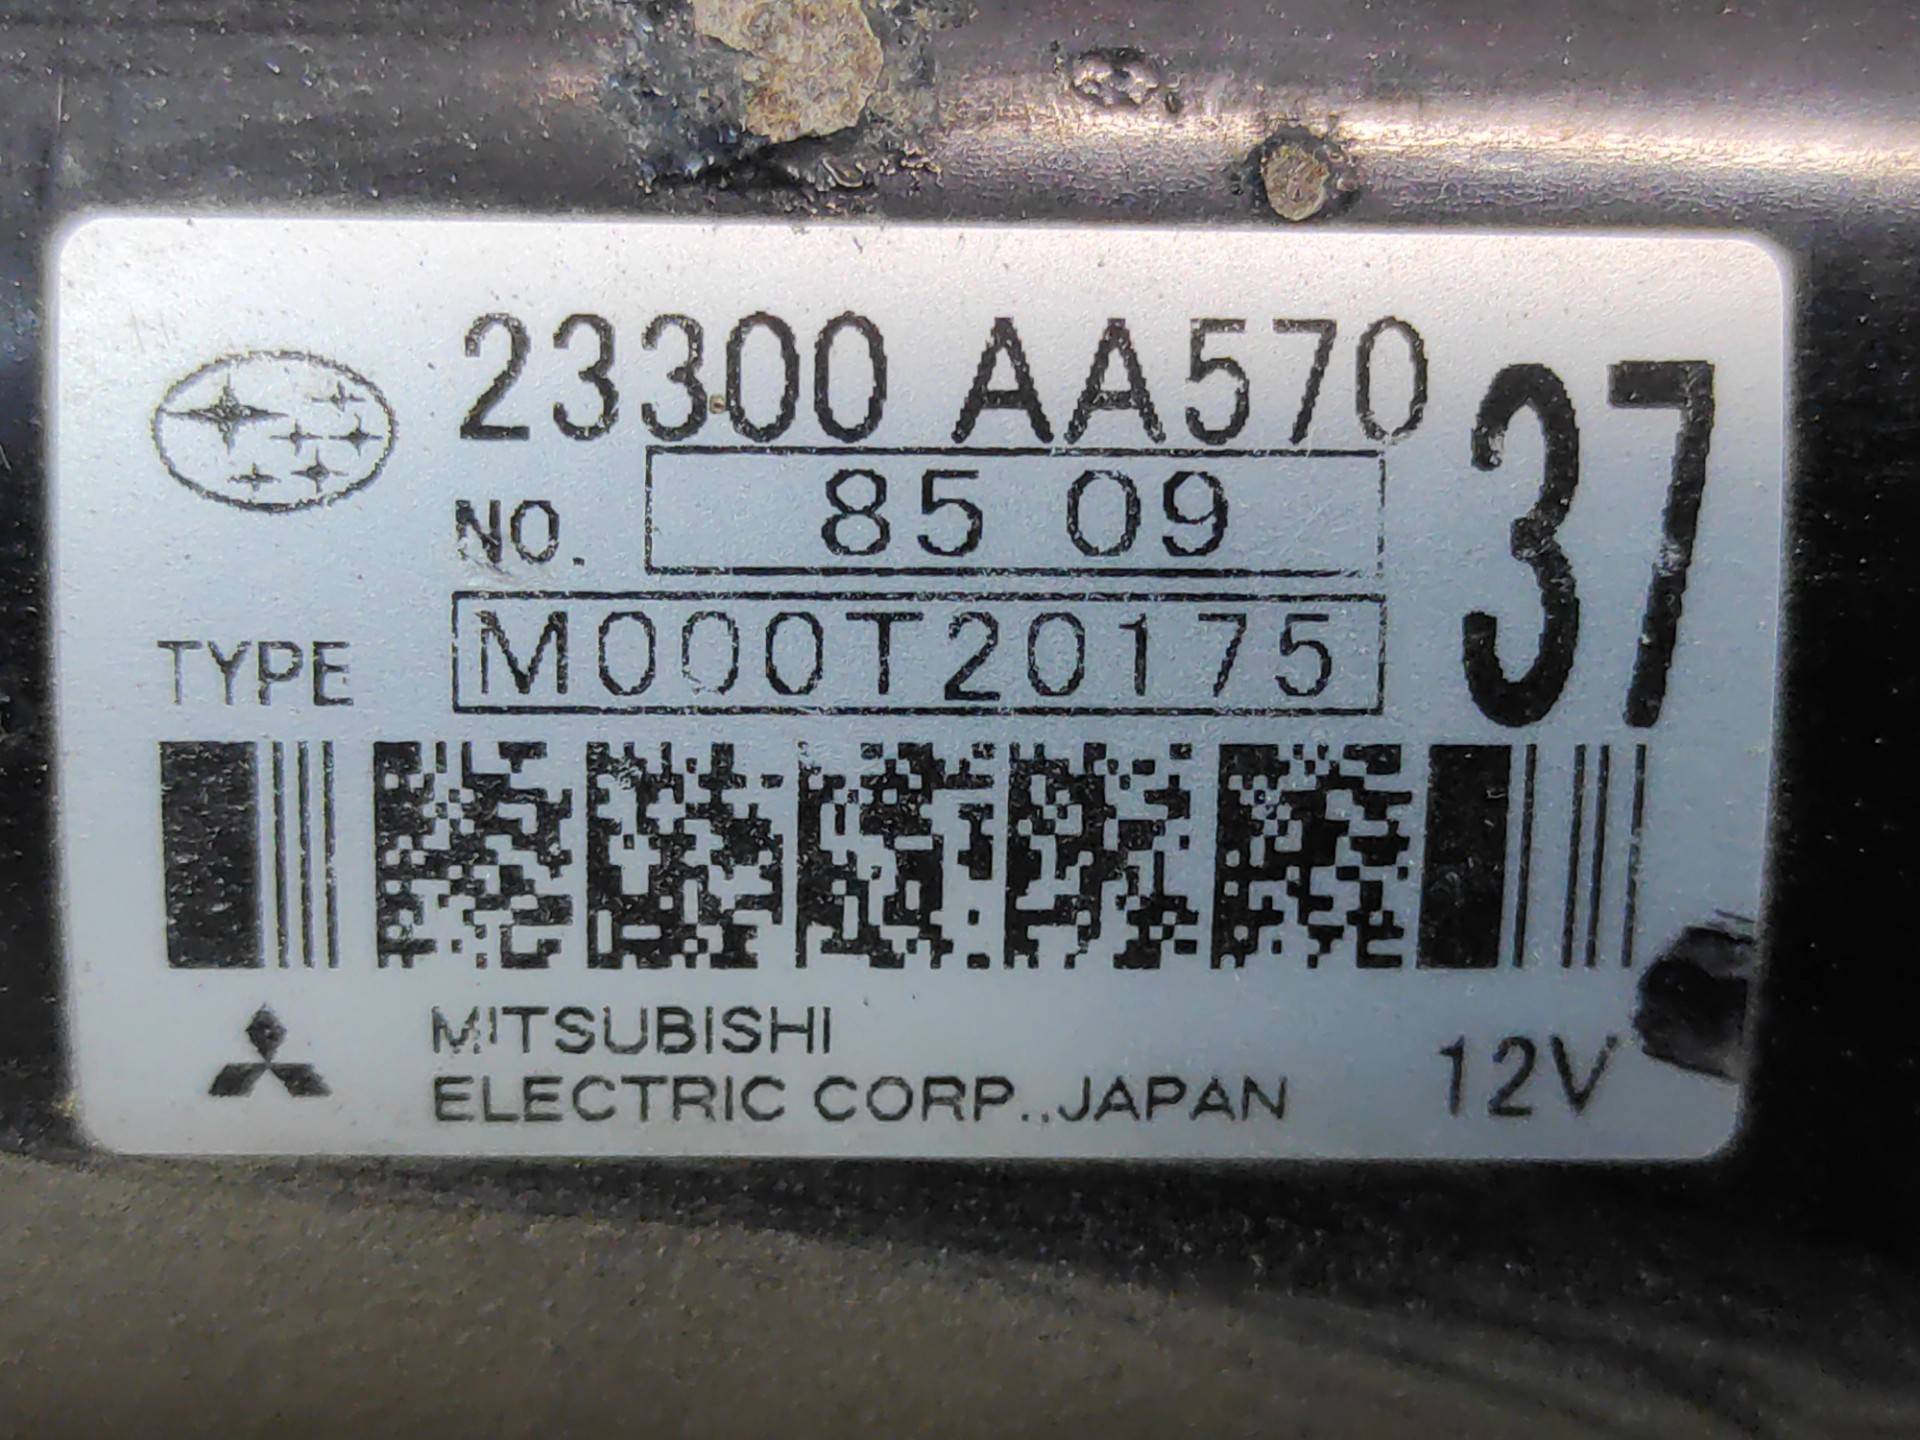 23300 AA570
37
NO. 85 09
TYPE M000T20175
MITSUBISHI
ELECTRIC CORP., JAPAN
12V